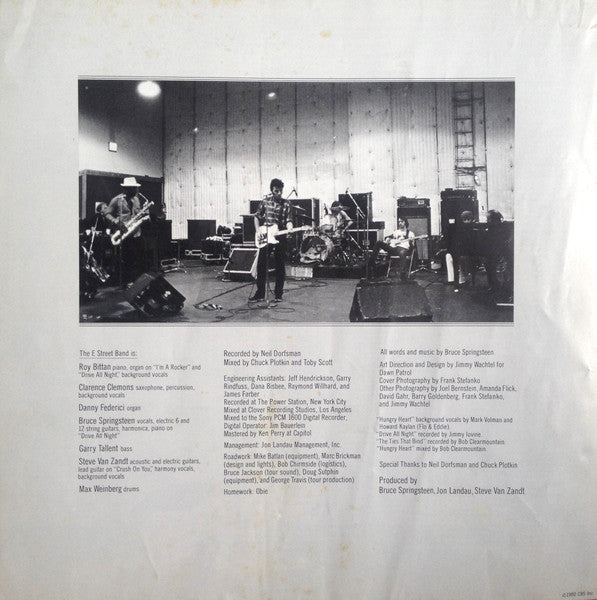 The E Street Band is:
Roy Bittan piano, organ on "I'm A Rocker" and
"Drive All Night", background vocals
Clarence Clemons saxophone, percussion,
background vocals
Danny Federici organ
Bruce Springsteen vocals, electric 6 and
12-string guitars, harmonica, piano on
"Drive All Night"
Garry Tallent bass
Steve Van Zandt acoustic and electric guitars,
lead guitar on "Crush On You," harmony vocals,
background vocals
Max Weinberg drums
Recorded by Neil Dorfsman
Mixed by Chuck Plotkin and Toby Scott
Engineering Assistants: Jeff Hendrickson, Garry
Rindfuss, Dana Bisbee, Raymond Willhard, and
James Farber
Recorded at The Power Station, New York City
Mixed at Clover Recording Studios, Los Angeles
Mixed to the Sony PCM 1600 Digital Recorder,
Digital Operator: Jim Bauerlein
Mastered by Ken Perry at Capitol
Management: Jon Landau Management, Inc.
Roadwork: Mike Batlan (equipment), Marc Brickman
(design and lights), Bob Chirmside (logistics),
Bruce Jackson (tour sound), Doug Sutphin
(equipment), and George Travis (tour production)
Homework: Obie
All words and music by Bruce Springsteen
Art Direction and Design by Jimmy Wachtel for
Dawn Patrol
Cover Photography by Frank Stefanko
Other Photography by Joel Bernstein, Amanda Flick,
David Gahr, Barry Goldenberg, Frank Stefanko,
and Jimmy Wachtel
"Hungry Heart" background vocals by Mark Volman and
Howard Kaylan (Flo & Eddie)
"Drive All Night" recorded by Jimmy Iovine.
"The Ties That Bind" recorded by Bob Clearmountain
"Hungry Heart" mixed by Bob Clearmountain.
Special Thanks to Neil Dorfsman and Chuck Plotkin
Produced by
Bruce Springsteen, Jon Landau, Steve Van Zandt
CBS Inc.